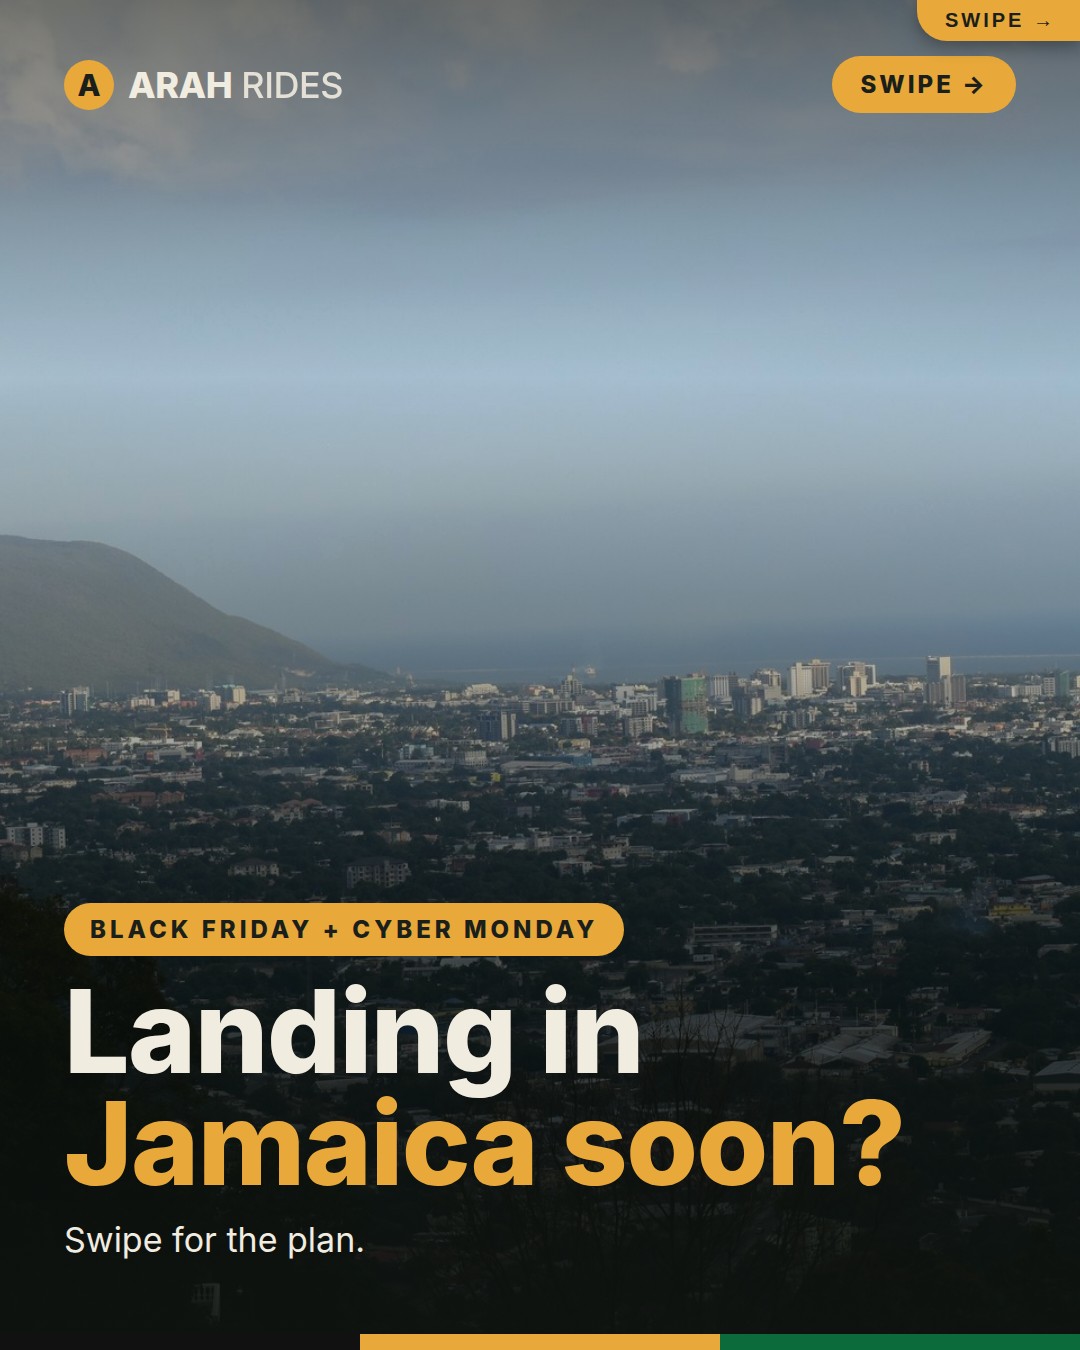 SWIPE →
A ARAH RIDES
SWIPE →
BLACK FRIDAY + CYBER MONDAY
Landing in
Jamaica soon?
Swipe for the plan.